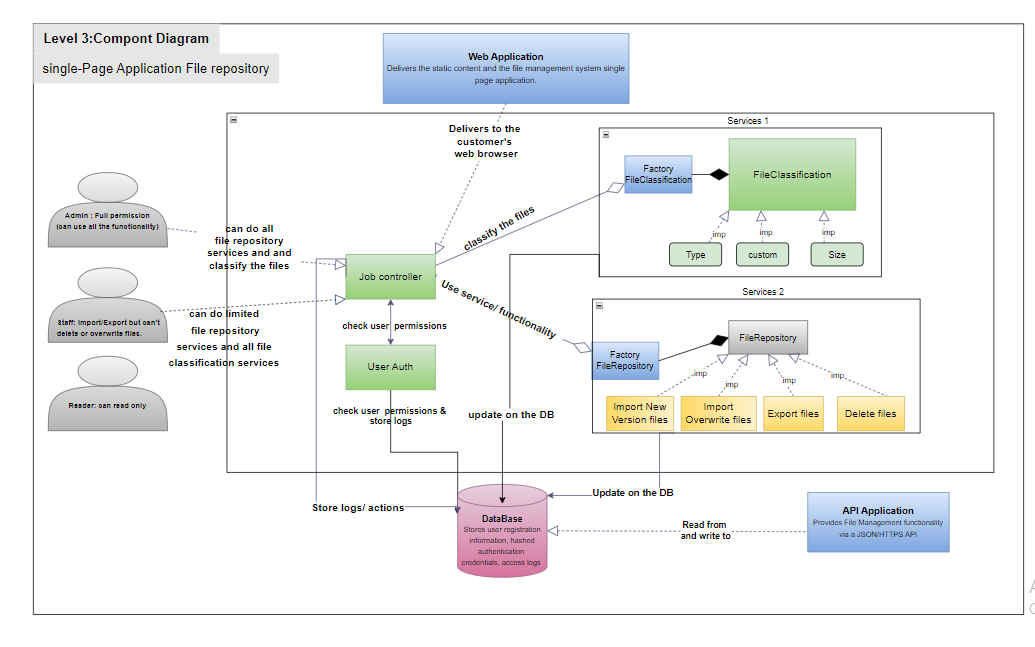 Level 3:Compont Diagram
single-Page Application File repository
Web Application
Delivers the static content and the file management system single
page application.
Delivers to the
customer's
web browser
Services 1
Factory
FileClassification
FileClassification
imp
imp
imp
Type
custom
Size
classify the files
Admin : Full permission
(can use all the functionality)
can do all
file repository
services and and
classify the files
Job controller
Use service/ functionality
Staff: Import/Export but can't
delete or overwrite files.
can do limited
file repository
services and all file
classification services
check user permissions
User Auth
Services 2
Factory
FileRepository
FileRepository
imp
imp
imp
imp
Import New
Version files
Import
Overwrite files
Export files
Delete files
Reader: can read only
check user permissions &
store logs
update on the DB
Update on the DB
Store logs/ actions
DataBase
Stores user registration
information, hashed
authentication
credentials, access logs
Read from
and write to
API Application
Provides File Management functionality
via a JSON/HTTPS API